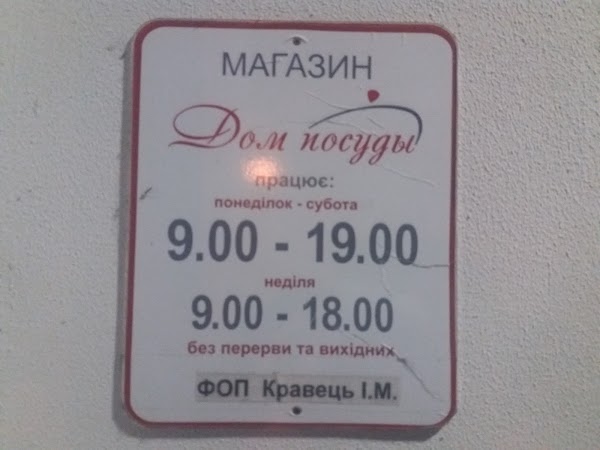 МАГАЗИН
Дом посуды
працює:
понеділок - субота
9.00 - 19.00
неділя
9.00 - 18.00
без перерви та вихідних
ФОП Кравець І.М.